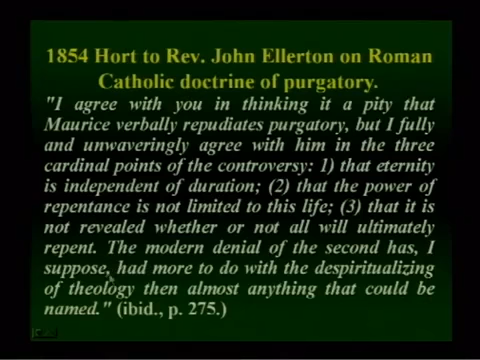 1854 Hort to Rev. John Ellerton on Roman
Catholic doctrine of purgatory.
"I agree with you in thinking it a pity that
Maurice verbally repudiates purgatory, but I fully
and unwaveringly agree with him in the three
cardinal points of the controversy: 1) that eternity
is independent of duration; (2) that the power of
repentance is not limited to this life; (3) that it is
not revealed whether or not all will ultimately
repent. The modern denial of the second has, I
suppose, had more to do with the despiritualizing
of theology then almost anything that could be
named." (ibid., p. 275.)